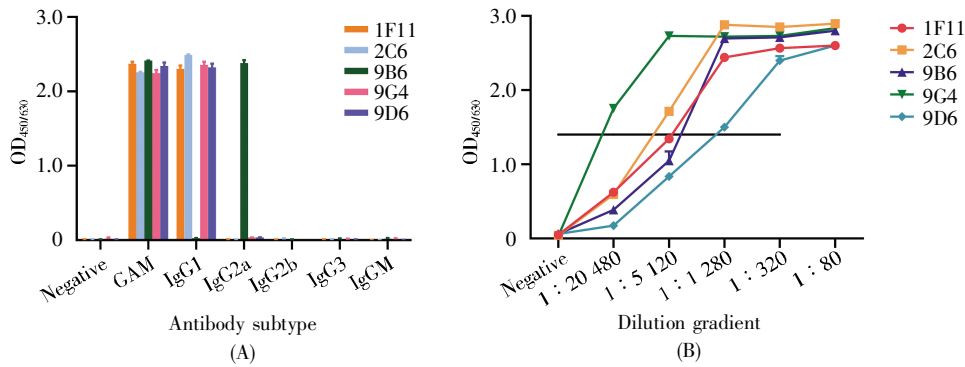 3.0
2.0
1.0
0
OD450/630
1F11
2C6
9B6
9G4
9D6
Negative
GAM
IgG1
IgG2a
IgG2b
IgG3
IgGM
Antibody subtype
(A)
3.0
2.0
1.0
0
OD450/630
1F11
2C6
9B6
9G4
9D6
Negative
1：20 480
1：5 120
1：1 280
1：320
1：80
Dilution gradient
(B)